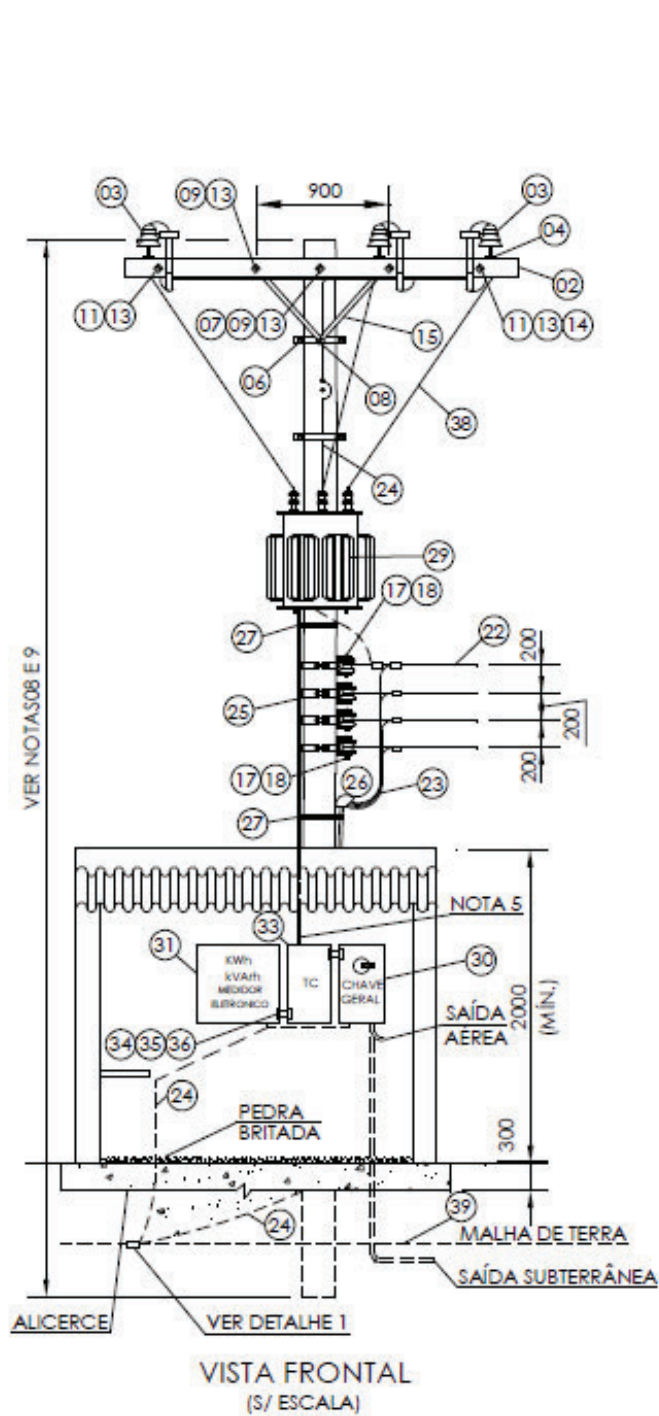 03
09 13
900
03
04
02
11 13
07 09 13
15
11 13 14
06
08
38
24
29
17 18
27
22
200
25
200
200
17 18
26
23
27
VER NOTAS08 E 9
NOTA 5
33
31
30
KWh
kVArh
MEDIDOR
ELETRONICO
TC
CHAVE
GERAL
SAÍDA
AÉREA
2000
(MÍN.)
34 35 36
24
PEDRA
BRITADA
300
24
39
MALHA DE TERRA
SAÍDA SUBTERRÂNEA
ALICERCE
VER DETALHE 1
VISTA FRONTAL
(S/ ESCALA)